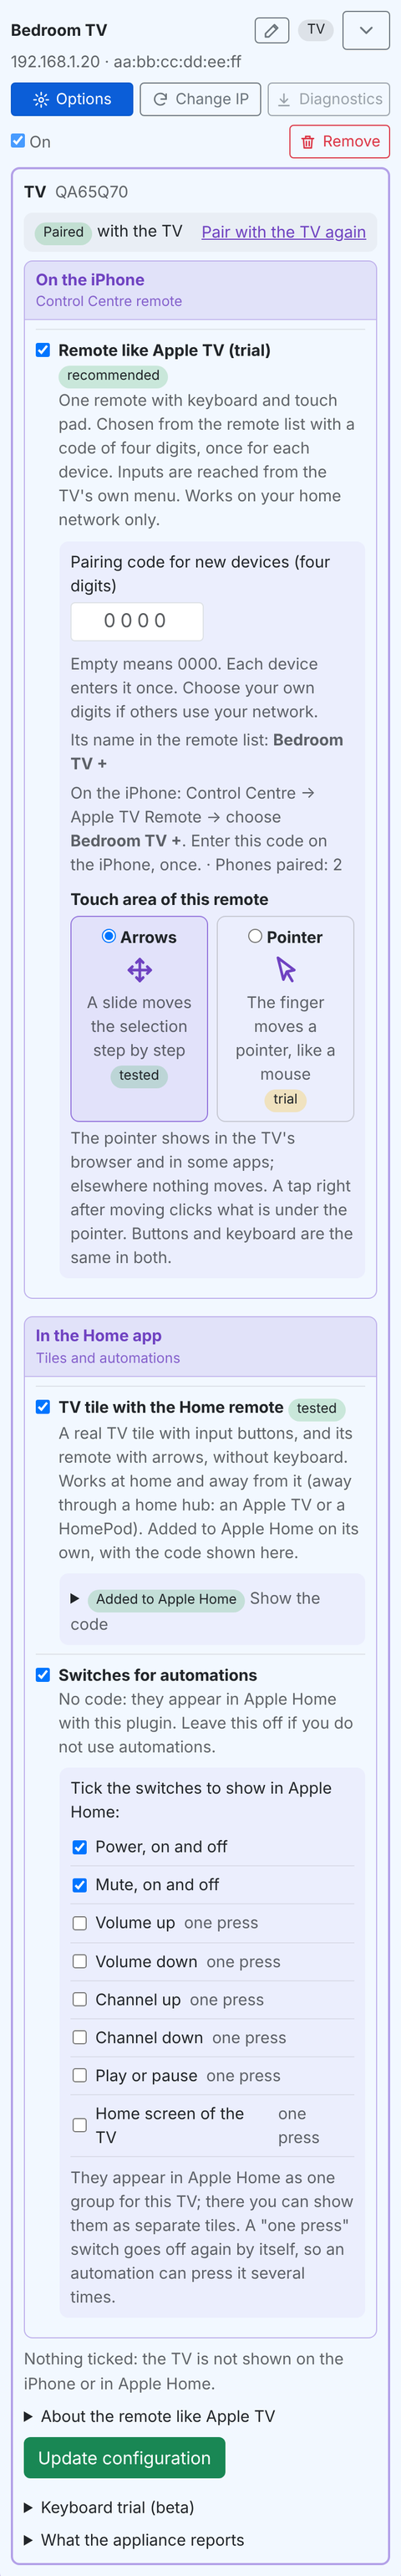 Bedroom TV
TV
192.168.1.20 · aa:bb:cc:dd:ee:ff
Options
Change IP
Diagnostics
On
Remove
TV QA65Q70
Paired with the TV Pair with the TV again
On the iPhone
Control Centre remote
Remote like Apple TV (trial)
recommended
One remote with keyboard and touch
pad. Chosen from the remote list with a
code of four digits, once for each
device. Inputs are reached from the
TV's own menu. Works on your home
network only.
Pairing code for new devices (four
digits)
0000
Empty means 0000. Each device
enters it once. Choose your own
digits if others use your network.
Its name in the remote list: Bedroom
TV +
On the iPhone: Control Centre →
Apple TV Remote → choose
Bedroom TV +. Enter this code on
the iPhone, once. · Phones paired: 2
Touch area of this remote
Arrows
A slide moves
the selection
step by step
tested
Pointer
The finger
moves a
pointer, like a
mouse
trial
The pointer shows in the TV's
browser and in some apps;
elsewhere nothing moves. A tap right
after moving clicks what is under the
pointer. Buttons and keyboard are the
same in both.
In the Home app
Tiles and automations
TV tile with the Home remote tested
A real TV tile with input buttons, and its
remote with arrows, without keyboard.
Works at home and away from it (away
through a home hub: an Apple TV or a
HomePod). Added to Apple Home on its
own, with the code shown here.
Added to Apple Home Show the
code
Switches for automations
No code: they appear in Apple Home
with this plugin. Leave this off if you do
not use automations.
Tick the switches to show in Apple
Home:
Power, on and off
Mute, on and off
Volume up one press
Volume down one press
Channel up one press
Channel down one press
Play or pause one press
Home screen of the
TV
one
press
They appear in Apple Home as one
group for this TV; there you can show
them as separate tiles. A "one press"
switch goes off again by itself, so an
automation can press it several
times.
Nothing ticked: the TV is not shown on the
iPhone or in Apple Home.
About the remote like Apple TV
Update configuration
Keyboard trial (beta)
What the appliance reports